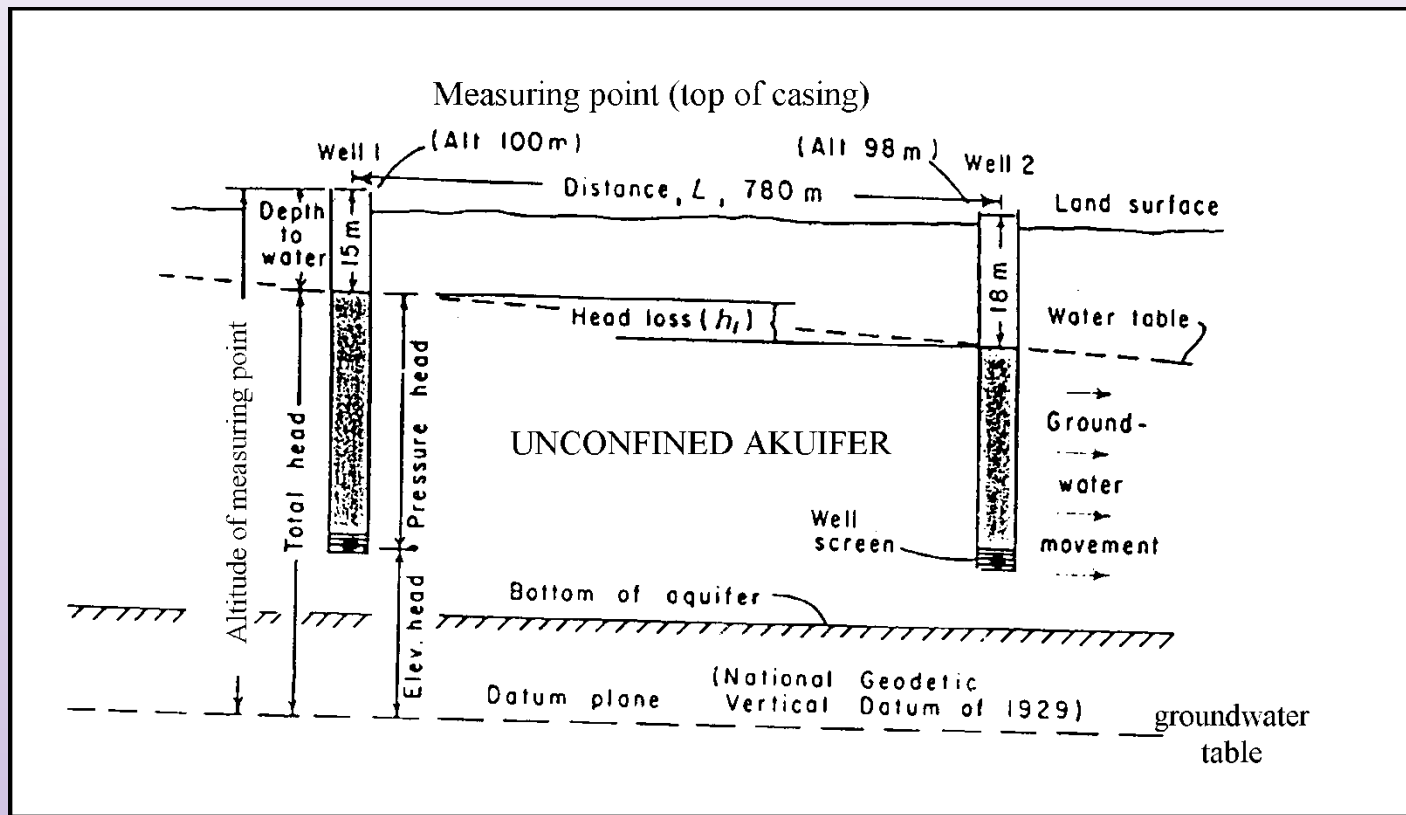 Measuring point (top of casing)
Well 1
(Alt 100m)
(Alt 98 m)
Well 2
Distance, L, 780 m
Land surface
Depth
to
water
15m
18 m
Head loss (hₗ)
Water table
Altitude of measuring point
Total head
Pressure head
UNCONFINED AKUIFER
Ground-
water
movement
Well
screen
Bottom of aquifer
Elev. head
Datum plane
(National Geodetic
Vertical Datum of 1929)
groundwater
table